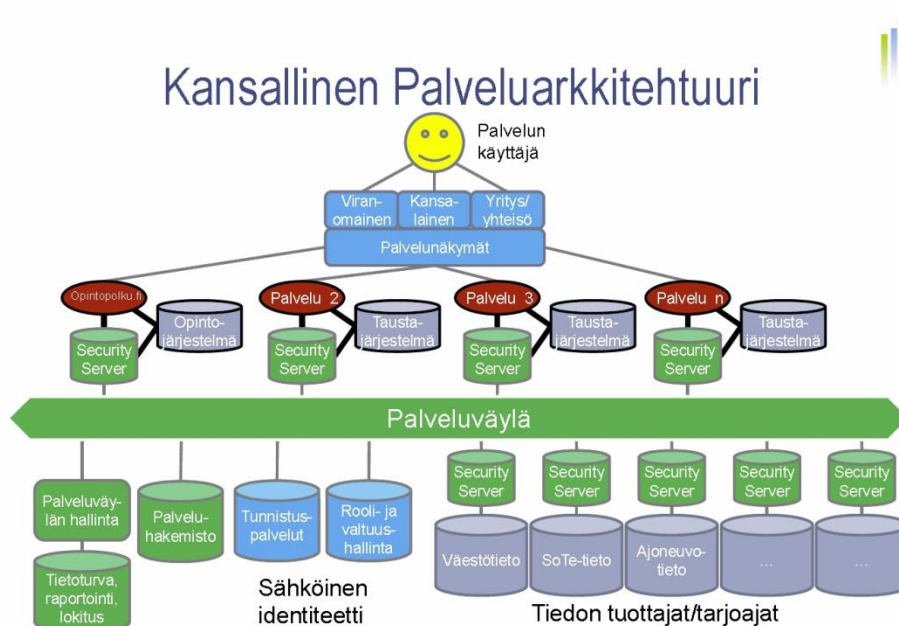 Kansallinen Palveluarkkitehtuuri
Palvelun
käyttäjä
Viran-
omainen
Kansa-
lainen
Yritys/
yhteisö
Palvelunäkymät
Opintopolku.fi
Opinto-
järjestelmä
Security
Server
Palvelu 2
Tausta-
järjestelmä
Security
Server
Palvelu 3
Tausta-
järjestelmä
Security
Server
Palvelu n
Tausta-
järjestelmä
Security
Server
Palveluväylä
Palveluväy-
län hallinta
Tietoturva,
raportointi,
lokitus
Palvelu-
hakemisto
Tunnistus-
palvelut
Rooli- ja
valtuus-
hallinta
Sähköinen
identiteetti
Security
Server
Security
Server
Security
Server
Security
Server
Security
Server
Väestötieto
SoTe-tieto
Ajoneuvo-
tieto
...
...
Tiedon tuottajat/tarjoajat